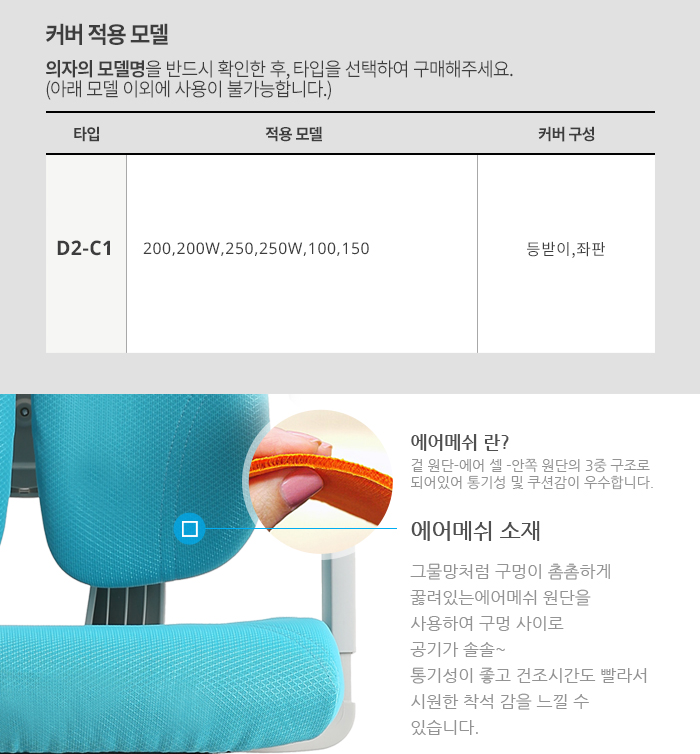 커버 적용 모델
의자의 모델명을 반드시 확인한 후, 타입을 선택하여 구매해주세요.
(아래 모델 이외에 사용이 불가능합니다.)
타입 적용 모델 커버 구성
D2-C1 200,200W,250,250W,100,150 등받이,좌판
에어메쉬 란?
겉 원단-에어 셀 -안쪽 원단의 3중 구조로
되어있어 통기성 및 쿠션감이 우수합니다.
에어메쉬 소재
그물망처럼 구멍이 촘촘하게
꿇려있는에어메쉬 원단을
사용하여 구멍 사이로
공기가 솔솔~
통기성이 좋고 건조시간도 빨라서
시원한 착석 감을 느낄 수
있습니다.